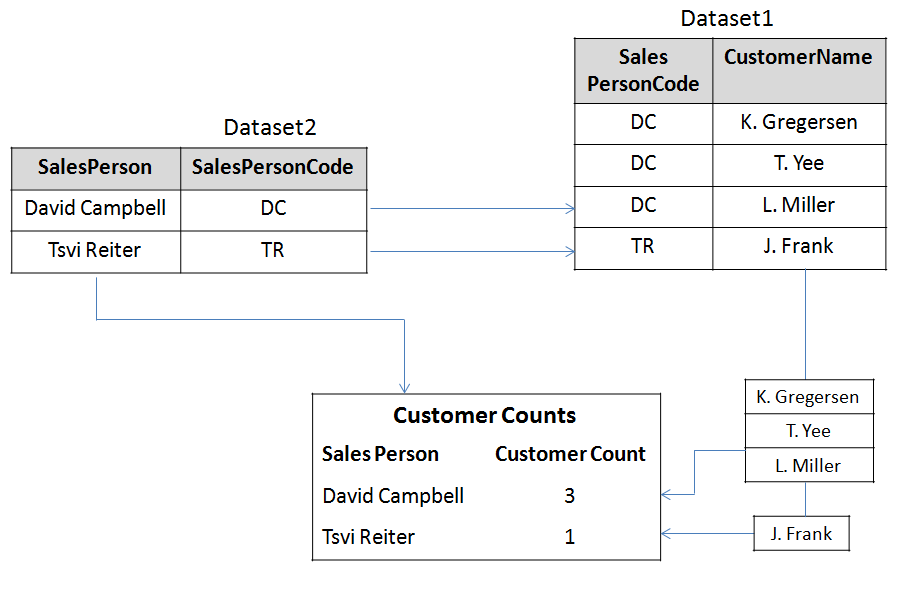 Dataset1
Sales PersonCode CustomerName
DC K. Gregersen
DC T. Yee
DC L. Miller
TR J. Frank
Dataset2
SalesPerson SalesPersonCode
David Campbell DC
Tsvi Reiter TR
Customer Counts
Sales Person Customer Count
David Campbell 3
Tsvi Reiter 1
K. Gregersen
T. Yee
L. Miller
J. Frank